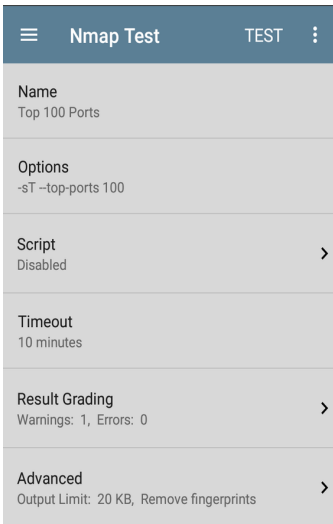 Nmap Test
TEST
Name
Top 100 Ports
Options
-sT --top-ports 100
Script
Disabled
Timeout
10 minutes
Result Grading
Warnings: 1, Errors: 0
Advanced
Output Limit: 20 KB, Remove fingerprints